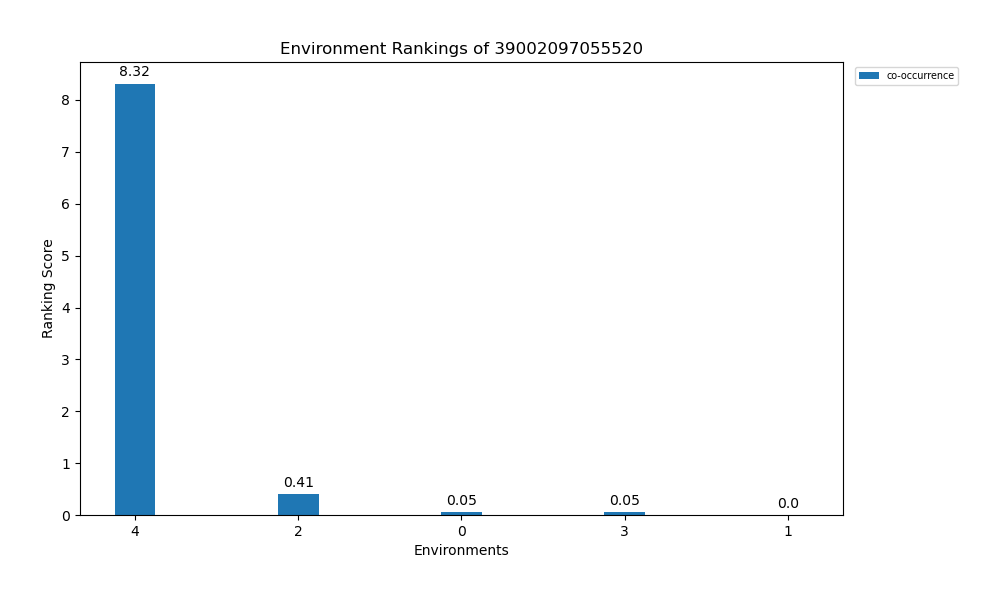 Environment Rankings of 39002097055520
co-occurrence
Ranking Score
8
7
6
5
4
3
2
1
0
8.32
0.41
0.05
0.05
0.0
4 2 0 3 1
Environments